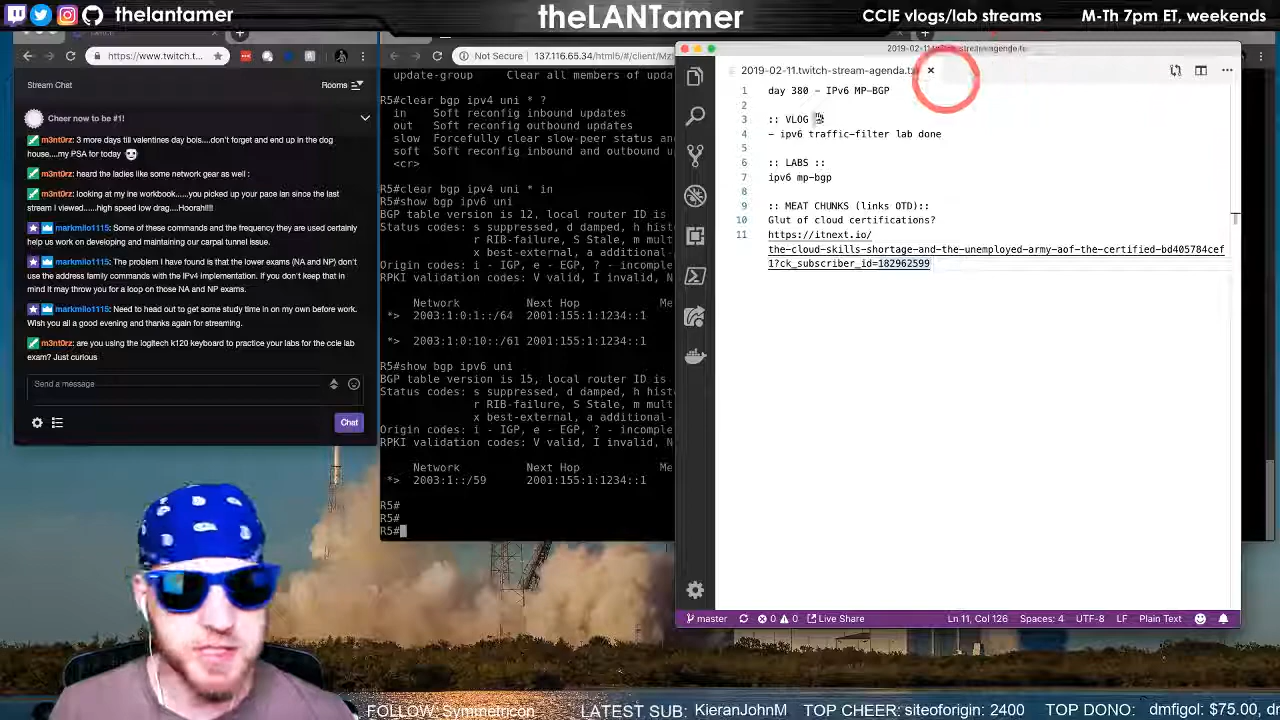 thelantamer
theLANTamer
CCIE vlogs/lab streams
M-Th 7pm ET, weekends
https://www.twitch.t...
Stream Chat
Rooms
Cheer now to be #1!
m3nt0rz: 3 more days till valentines day bois....don't forget and end up in the dog
house....my PSA for today
m3nt0rz: heard the ladies like some network gear as well :
m3nt0rz: looking at my ine workbook......you picked up your pace lan since the last
stream I viewed......high speed low drag....Hoorah!!!!
markmilo1115: Some of these commands and the frequency they are used certainly
help us work on developing and maintaining our carpal tunnel issue.
markmilo1115: The problem I have found is that the lower exams (NA and NP) don't
use the address family commands with the IPv4 implementation. If you don't keep that in
mind it may throw you for a loop on those NA and NP exams.
markmilo1115: Need to head out to get some study time in on my own before work.
Wish you all a good evening and thanks again for streaming.
m3nt0rz: are you using the logitech k120 keyboard to practice your labs for the ccie lab
exam? Just curious
Send a message
Chat
Not Secure
137.116.65.34/html5/#/client/Mz
update-group Clear all members of upda
R5#clear bgp ipv4 uni * ?
in Soft reconfig inbound updates
out Soft reconfig outbound updates
slow Forcefully clear slow-peer status
soft Soft reconfig inbound and outbound
<cr>
R5#clear bgp ipv4 uni * in
R5#show bgp ipv6 uni
BGP table version is 12, local router ID is
Status codes: s suppressed, d damped, h hist
r RIB-failure, S Stale, m mult
x best-external, a additional-
Origin codes: i - IGP, e - EGP, ? - incomple
RPKI validation codes: V valid, I invalid, N
Network Next Hop Me
*> 2003:1:0:1::/64 2001:155:1:1234::1
*> 2003:1:0:10::/61 2001:155:1:1234::1
R5#show bgp ipv6 uni
BGP table version is 15, local router ID is
Status codes: s suppressed, d damped, h hist
r RIB-failure, S Stale, m mult
x best-external, a additional-
Origin codes: i - IGP, e - EGP, ? - incomple
RPKI validation codes: V valid, I invalid, N
Network Next Hop Me
*> 2003:1::/59 2001:155:1:1234::1
R5#
R5#
R5#
2019-02-11.twitch-stream-agenda.tx
1 day 380 - IPv6 MP-BGP
2
3 :: VLOG ::
4 - ipv6 traffic-filter lab done
5
6 :: LABS ::
7 ipv6 mp-bgp
8
9 :: MEAT CHUNKS (links OTD)::
10 Glut of cloud certifications?
11 https://itnext.io/
the-cloud-skills-shortage-and-the-unemployed-army-aof-the-certified-bd405784cef
1?ck_subscriber_id=182962599
master
0
0
Live Share
Ln 11, Col 126
Spaces: 4
UTF-8
LF
Plain Text
FOLLOW: Symmetricon
LATEST SUB: KieranJohnM
TOP CHEER: siteoforigin: 2400
TOP DONO: dmfigol: $75.00,